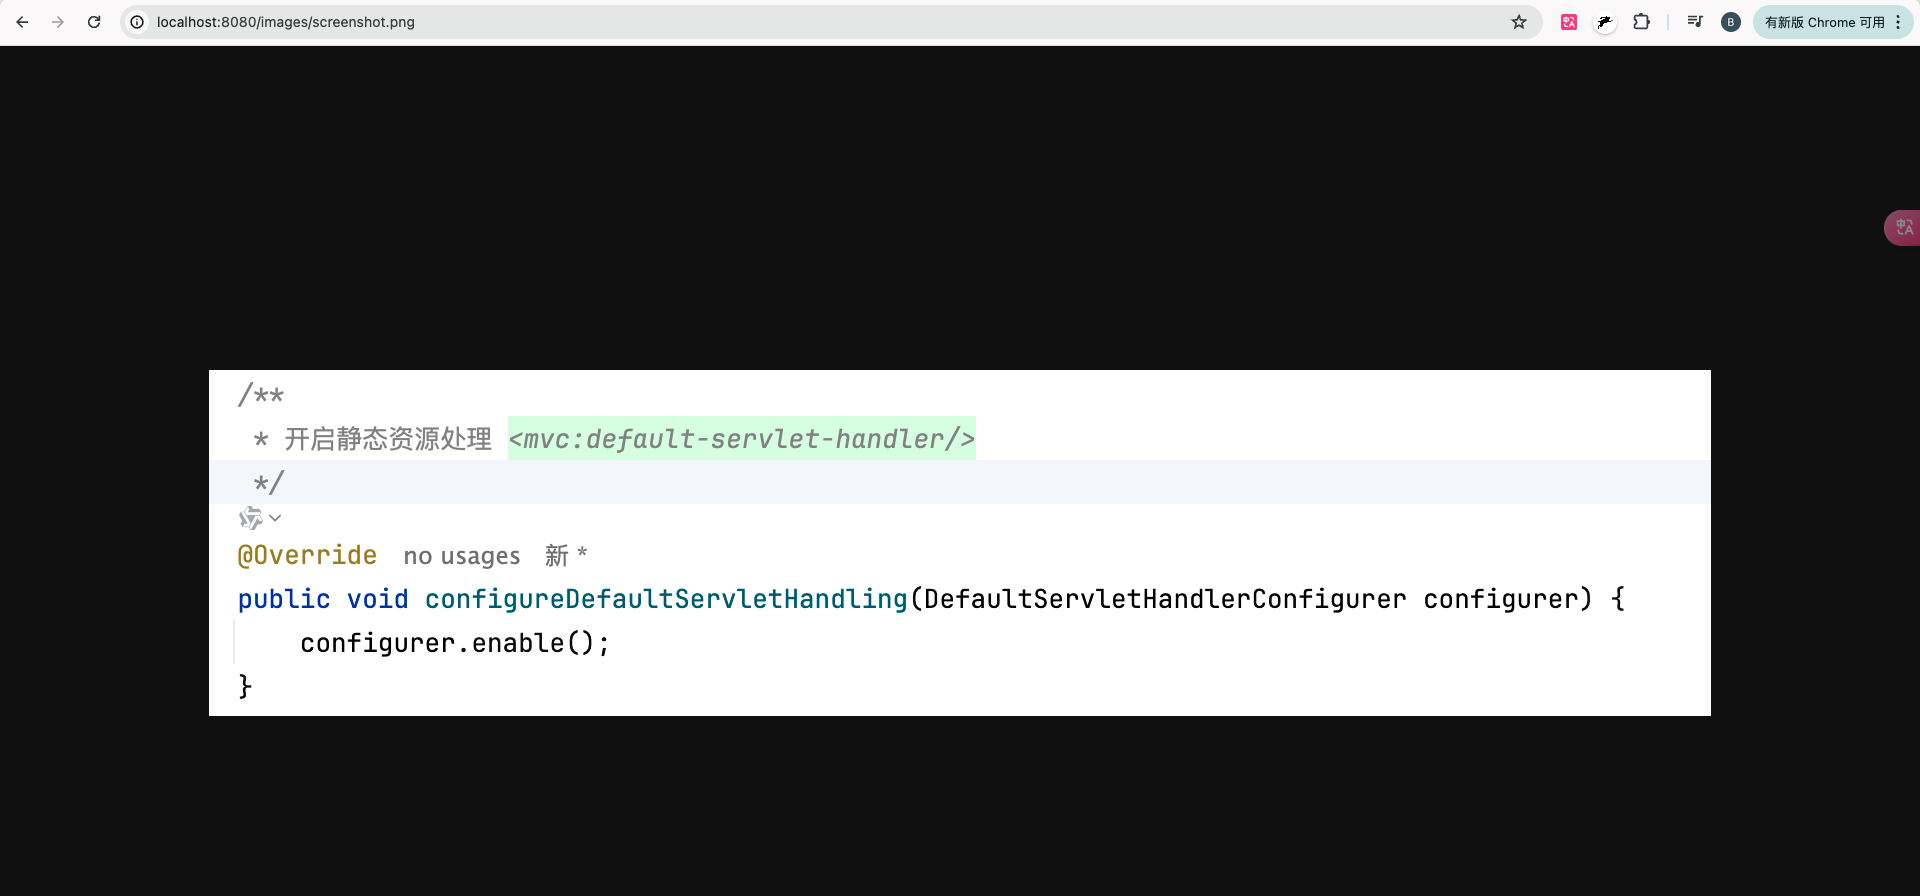 localhost:8080/images/screenshot.png
B
有新版 Chrome 可用
/**
* 开启静态资源处理 <mvc:default-servlet-handler/>
*/
@Override no usages 新 *
public void configureDefaultServletHandling(DefaultServletHandlerConfigurer configurer) {
configurer.enable();
}